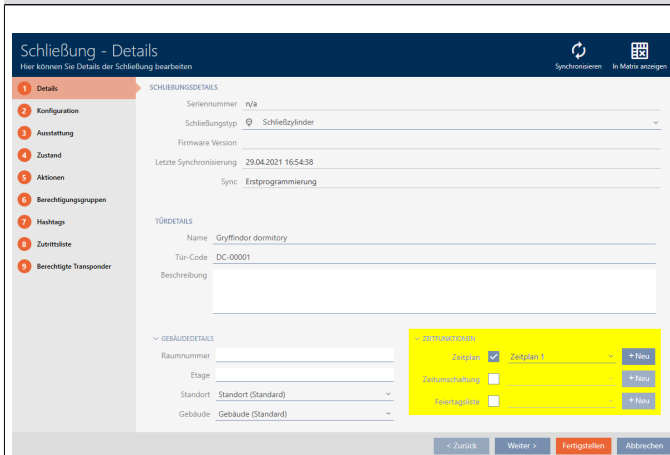 Schließung - Details
Hier können Sie Details der Schließung bearbeiten
Synchronisieren
In Matrix anzeigen
1 Details
2 Konfiguration
3 Ausstattung
4 Zustand
5 Aktionen
6 Berechtigungsgruppen
7 Hashtags
8 Zutrittsliste
9 Berechtigte Transponder
SCHLIEßUNGSDETAILS
Seriennummer n/a
Schließungstyp Schließzylinder
Firmware Version
Letzte Synchronisierung 29.04.2021 16:54:38
Sync Erstprogrammierung
TÜRDETAILS
Name Gryffindor dormitory
Tür-Code DC-00001
Beschreibung
GEBÄUDEDETAILS
Raumnummer
Etage
Standort Standort (Standard)
Gebäude Gebäude (Standard)
ZEITFUNKTIONEN
Zeitplan Zeitplan 1 + Neu
Zeitumschaltung + Neu
Feiertagsliste + Neu
< Zurück Weiter > Fertigstellen Abbrechen